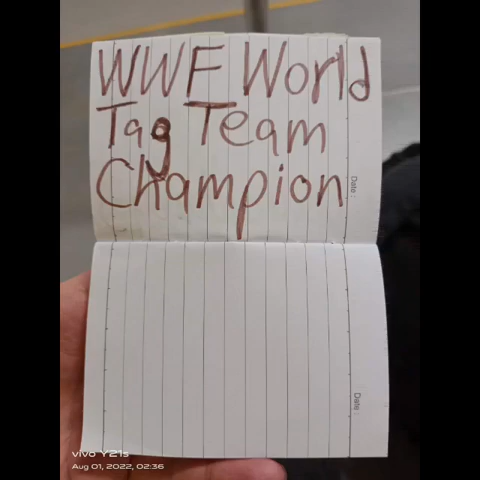 WWF World
Tag Team
Champion
Date :
Date :
vivo Y21s
Aug 01, 2022, 02:36